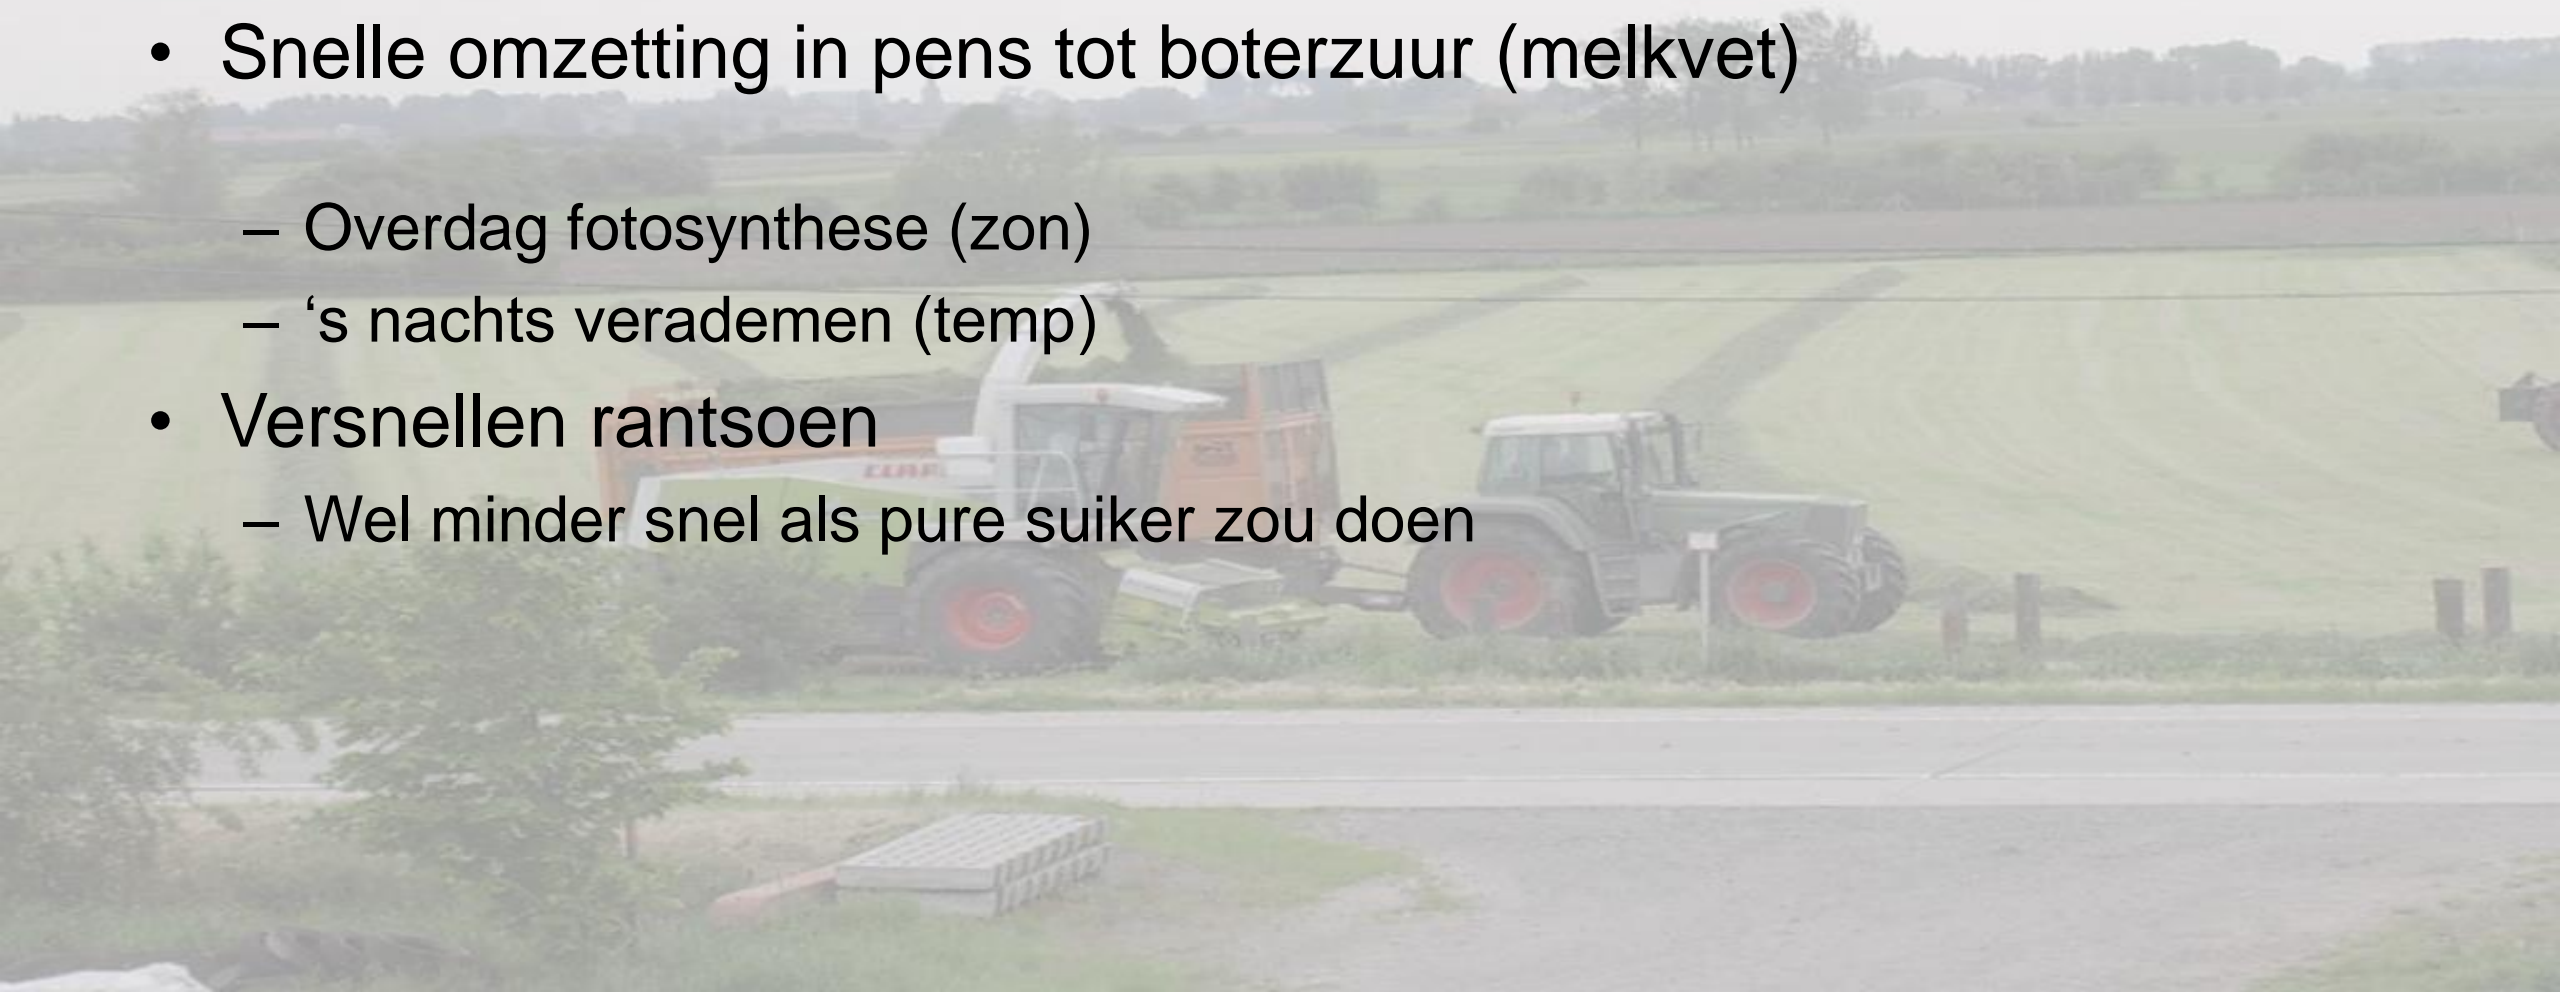 • Snelle omzetting in pens tot boterzuur (melkvet)
– Overdag fotosynthese (zon)
– ‘s nachts verademen (temp)
• Versnellen rantsoen
– Wel minder snel als pure suiker zou doen
CLAAS